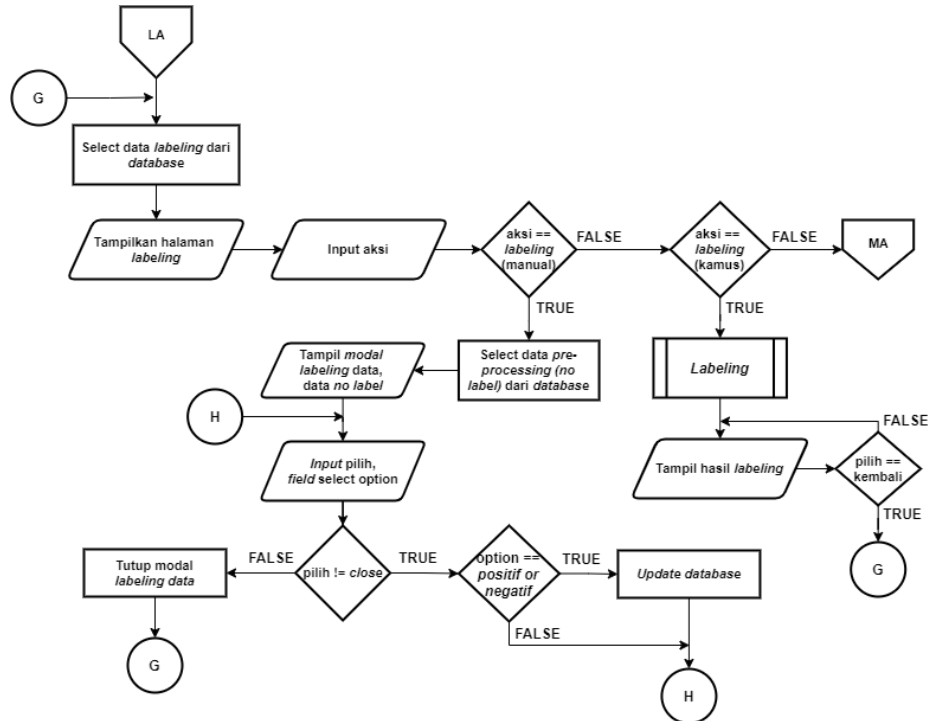 LA
G
Select data labeling dari
database
Tampilkan halaman
labeling
Input aksi
aksi ==
labeling
(manual)
FALSE
aksi ==
labeling
(kamus)
FALSE
MA
TRUE
TRUE
Tampil modal
labeling data,
data no label
Select data pre-
processing (no
label) dari database
Labeling
H
FALSE
Input pilih,
field select option
Tampil hasil labeling
pilih ==
kembali
TRUE
Tutup modal
labeling data
FALSE
pilih != close
TRUE
option ==
positif or
negatif
TRUE
Update database
G
FALSE
G
H